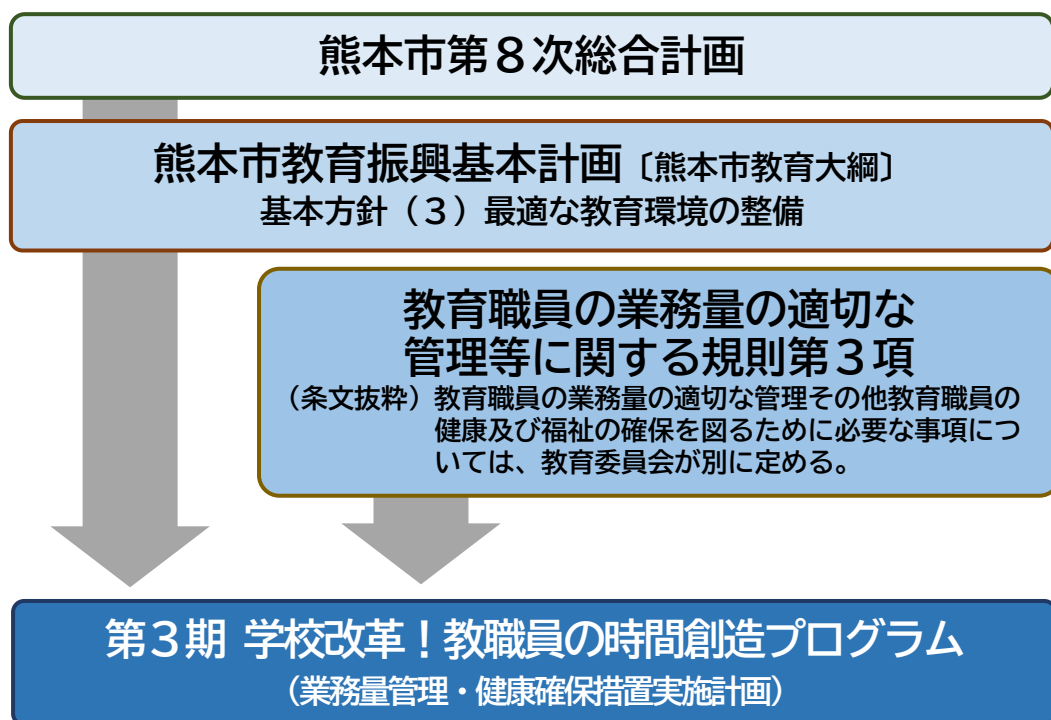 熊本市第８次総合計画
熊本市教育振興基本計画〔熊本市教育大綱〕
基本方針（３）最適な教育環境の整備
教育職員の業務量の適切な
管理等に関する規則第３項
（条文抜粋）教育職員の業務量の適切な管理その他教育職員の
健康及び福祉の確保を図るために必要な事項につ
いては、教育委員会が別に定める。
第３期 学校改革！教職員の時間創造プログラム
（業務量管理・健康確保措置実施計画）